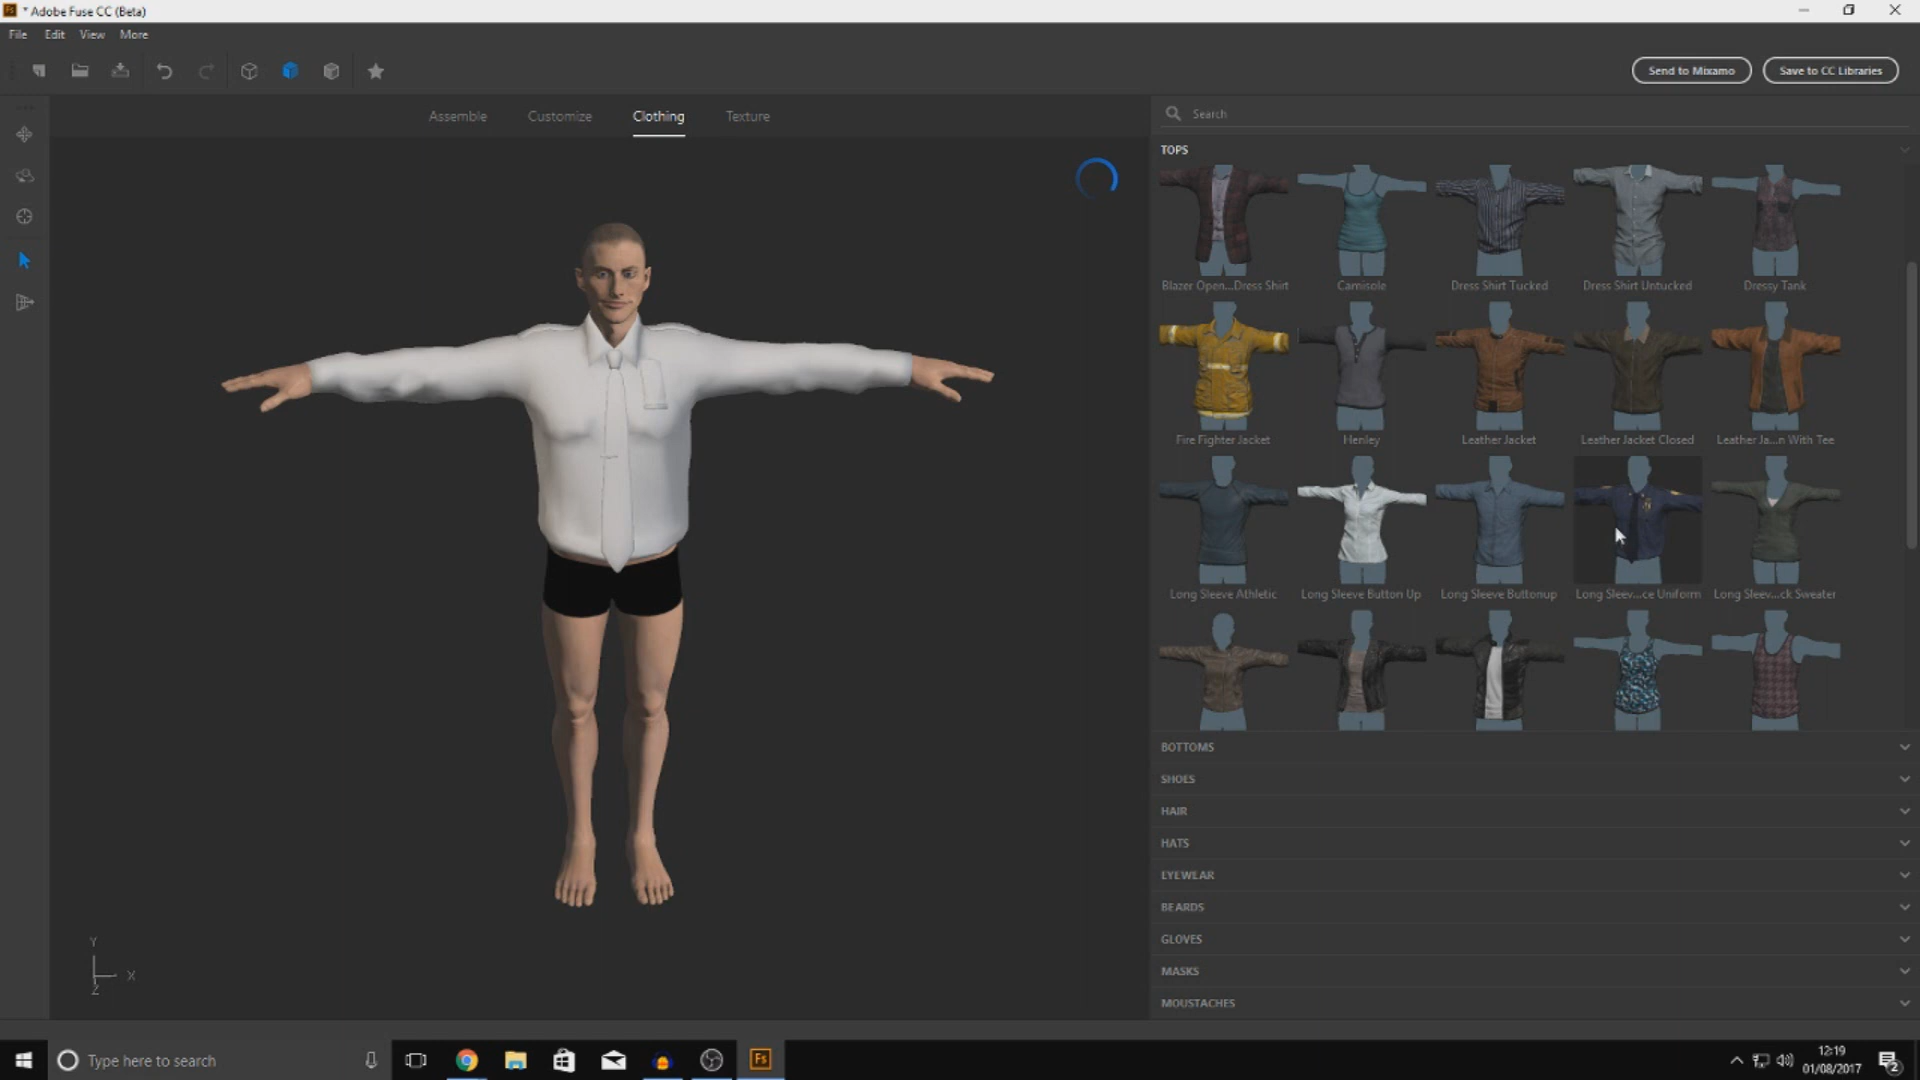 * Adobe Fuse CC (Beta)
File Edit View More
Send to Mixamo Save to CC Libraries
Assemble Customize Clothing Texture
Search
TOPS
Blazer Open...Dress Shirt Camisole Dress Shirt Tucked Dress Shirt Untucked Dressy Tank
Fire Fighter Jacket Henley Leather Jacket Leather Jacket Closed Leather Ja...n With Tee
Long Sleeve Athletic Long Sleeve Button Up Long Sleeve Buttonup Long Sleev...ce Uniform Long Sleev...ck Sweater
BOTTOMS
SHOES
HAIR
HATS
EYEWEAR
BEARDS
GLOVES
MASKS
MOUSTACHES
Y
X
Z
Type here to search
Fs
12:19
01/08/2017
2